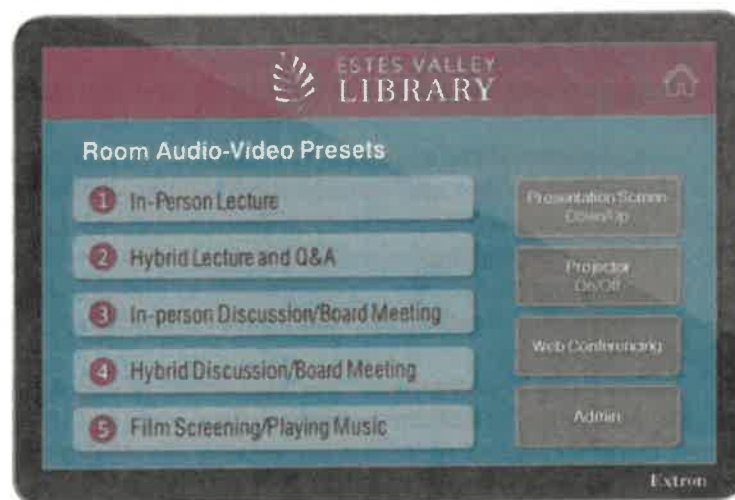 ESTES VALLEY
LIBRARY
Room Audio-Video Presets
1 In-Person Lecture
2 Hybrid Lecture and Q&A
3 In-person Discussion/Board Meeting
4 Hybrid Discussion/Board Meeting
5 Film Screening/Playing Music
Presentation Screen
Down/Up
Projector
On/Off
Web Conferencing
Admin
Extron